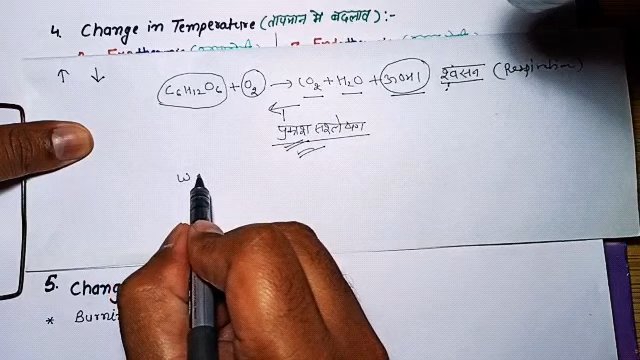 4. Change in Temperature (तापमान में बदलाव) :-
↑ ↓ C6H12O6 + O2 → CO2 + H2O + ऊर्जा श्वसन (Respiration)
←
प्रकाश संश्लेषण
W
5. Chang
* Burni